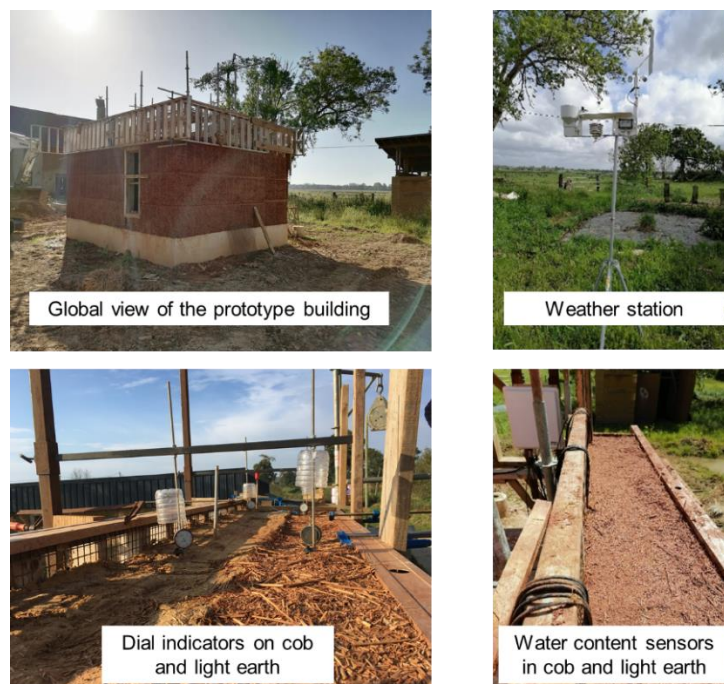 Global view of the prototype building
Weather station
Dial indicators on cob
and light earth
Water content sensors
in cob and light earth